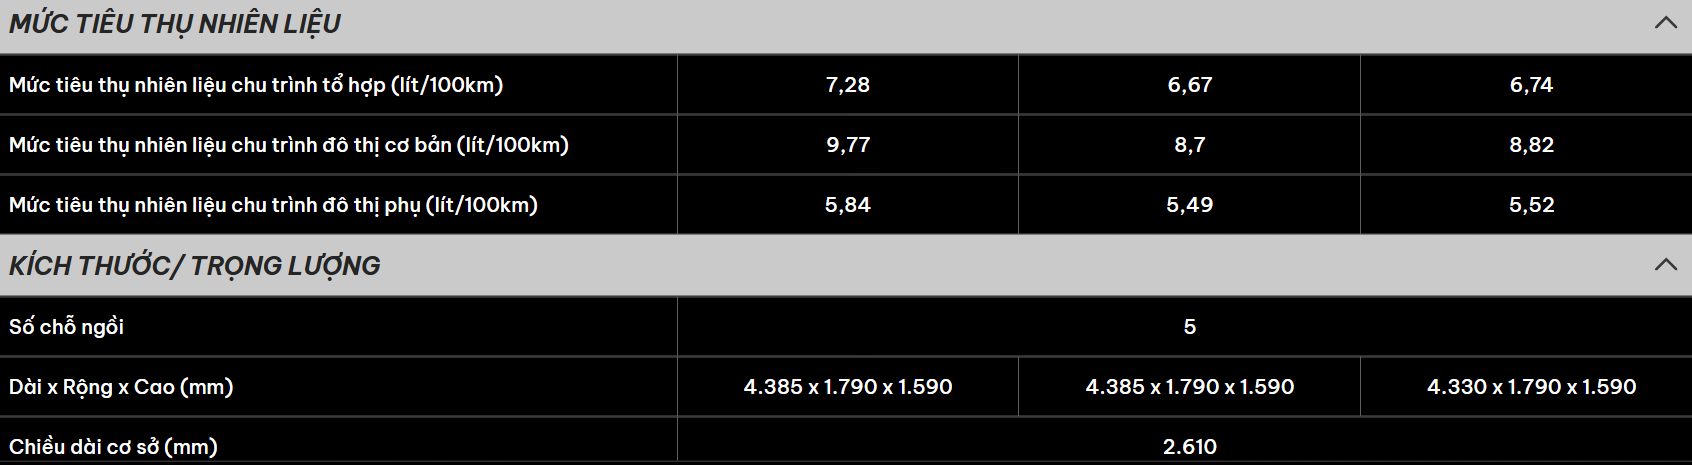 MỨC TIÊU THỤ NHIÊN LIỆU
Mức tiêu thụ nhiên liệu chu trình tổ hợp (lít/100km) 7,28 6,67 6,74
Mức tiêu thụ nhiên liệu chu trình đô thị cơ bản (lít/100km) 9,77 8,7 8,82
Mức tiêu thụ nhiên liệu chu trình đô thị phụ (lít/100km) 5,84 5,49 5,52
KÍCH THƯỚC/ TRỌNG LƯỢNG
Số chỗ ngồi 5
Dài x Rộng x Cao (mm) 4.385 x 1.790 x 1.590 4.385 x 1.790 x 1.590 4.330 x 1.790 x 1.590
Chiều dài cơ sở (mm) 2.610